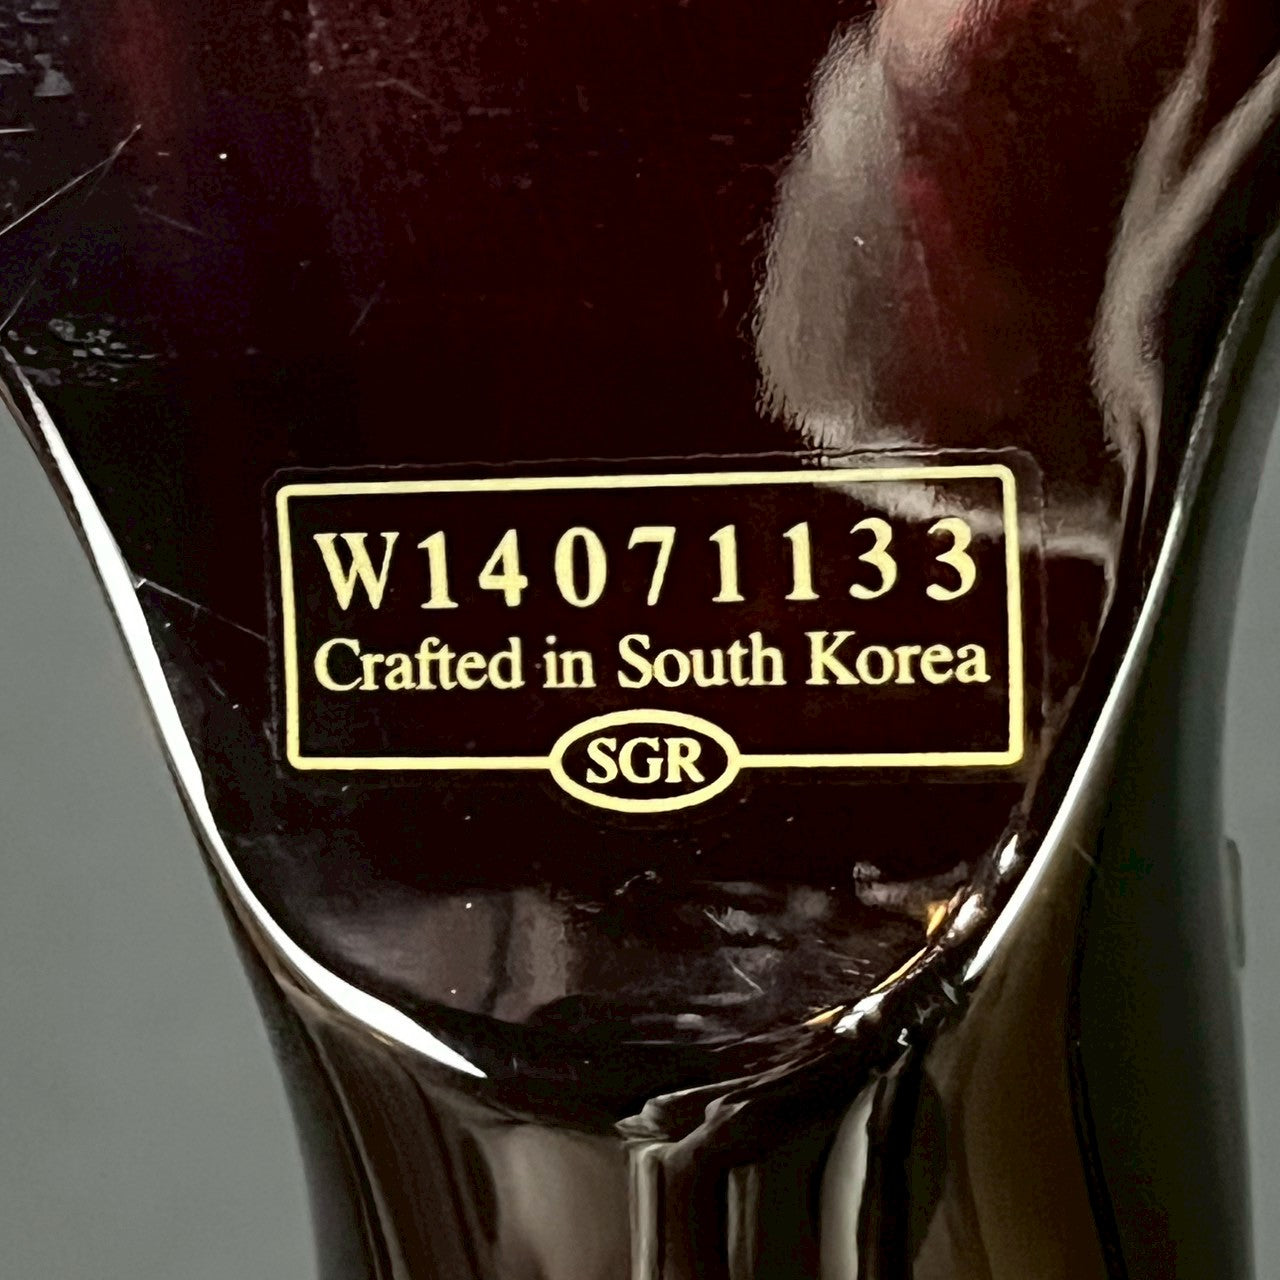 W14071133
Crafted in South Korea
SGR